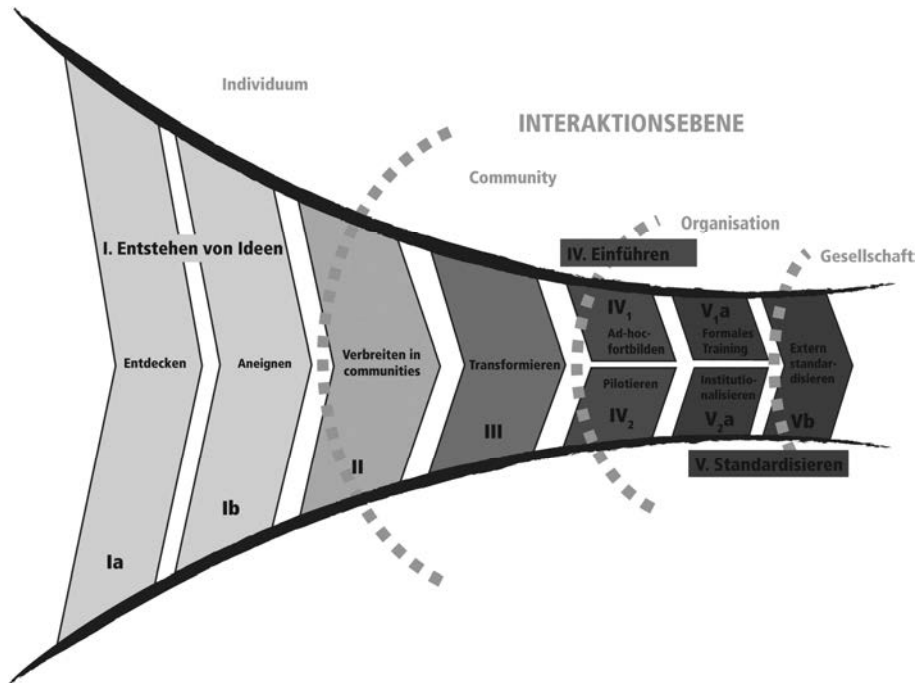 Individuum
INTERAKTIONSEBENE
Community
Organisation
Gesellschaft
I. Entstehen von Ideen
IV. Einführen
Entdecken
Aneignen
Verbreiten in
communities
Transformieren
IV1
Ad-hoc-
fortbilden
V1a
Formales
Training
Pilotieren
IV2
Institutio-
nalisieren
V2a
Extern
standar-
disieren
Vb
III
II
Ib
Ia
V. Standardisieren